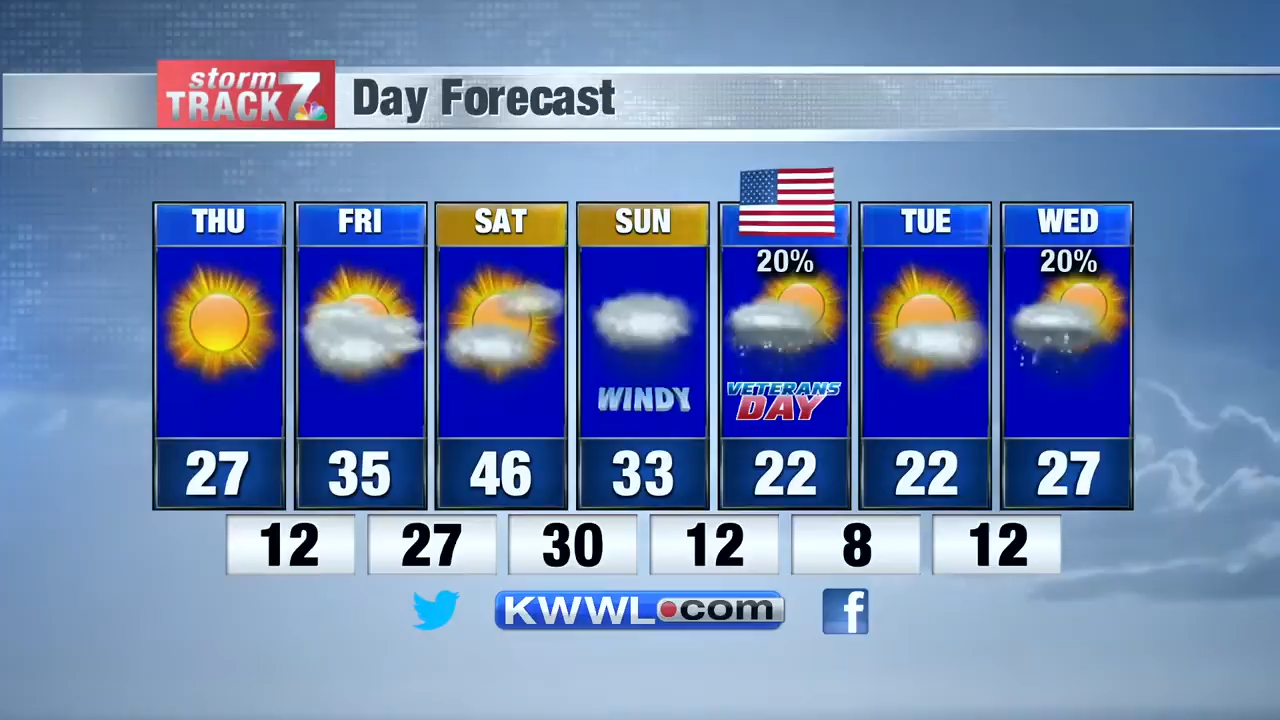 storm
TRACK 7 Day Forecast
THU FRI SAT SUN TUE WED
20% 20%
WINDY
VETERANS
DAY
27 35 46 33 22 22 27
12 27 30 12 8 12
KWWL.com f